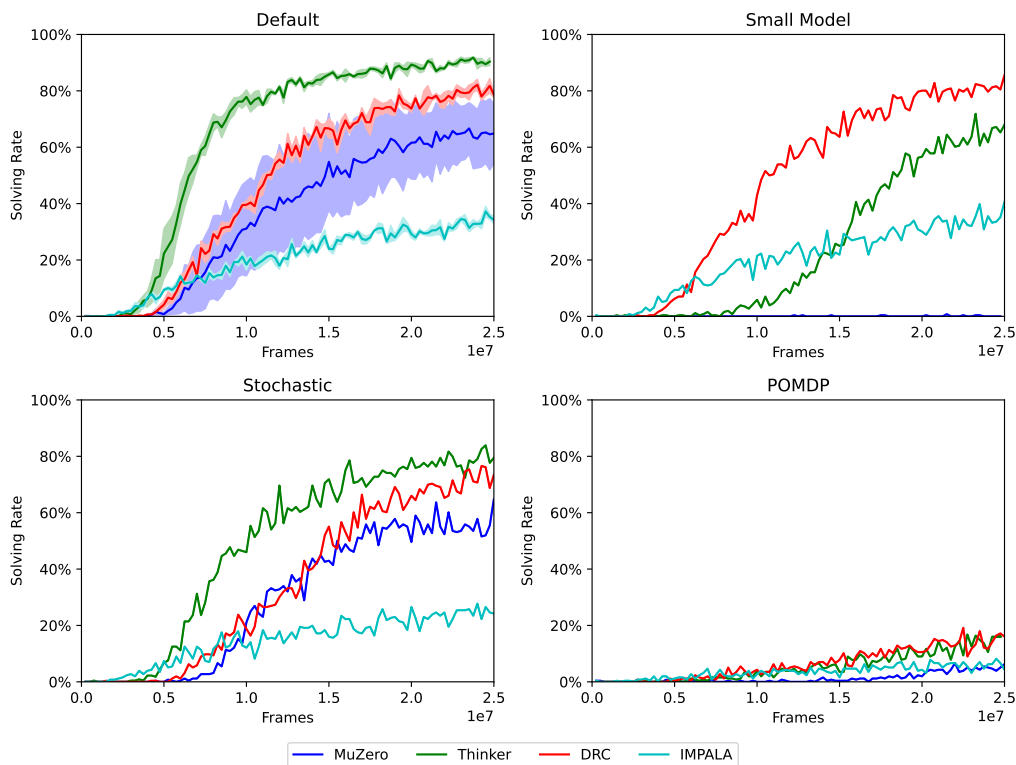 Default
Small Model
100%
80%
60%
40%
20%
0%
Solving Rate
0.0 0.5 1.0 1.5 2.0 2.5
Frames
1e7
100%
80%
60%
40%
20%
0%
Solving Rate
0.0 0.5 1.0 1.5 2.0 2.5
Frames
1e7
Stochastic
POMDP
100%
80%
60%
40%
20%
0%
Solving Rate
0.0 0.5 1.0 1.5 2.0 2.5
Frames
1e7
100%
80%
60%
40%
20%
0%
Solving Rate
0.0 0.5 1.0 1.5 2.0 2.5
Frames
1e7
MuZero Thinker DRC IMPALA